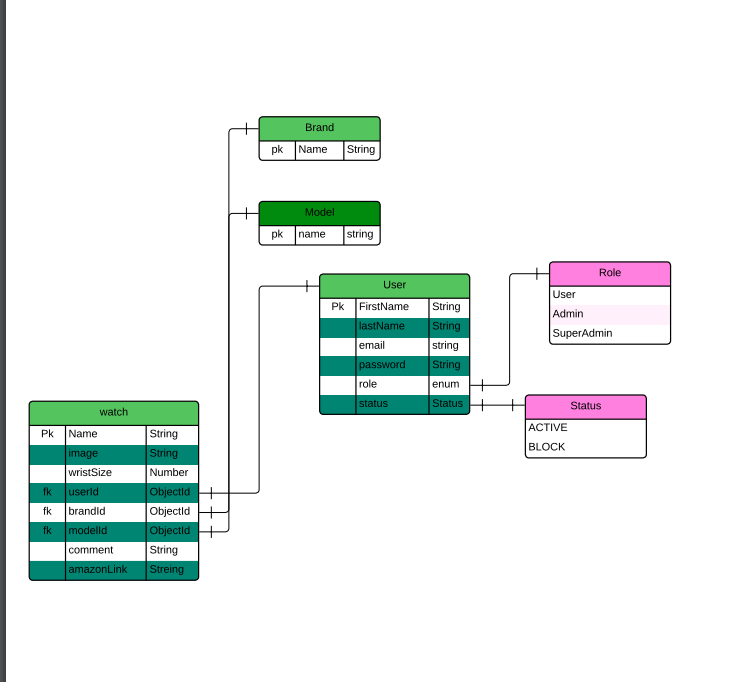 Brand
pk Name String
Model
pk name string
User
Pk FirstName String
lastName String
email string
password String
role enum
status Status
Role
User
Admin
SuperAdmin
Status
ACTIVE
BLOCK
watch
Pk Name String
image String
wristSize Number
fk userId ObjectId
fk brandId ObjectId
fk modelId ObjectId
comment String
amazonLink Streing